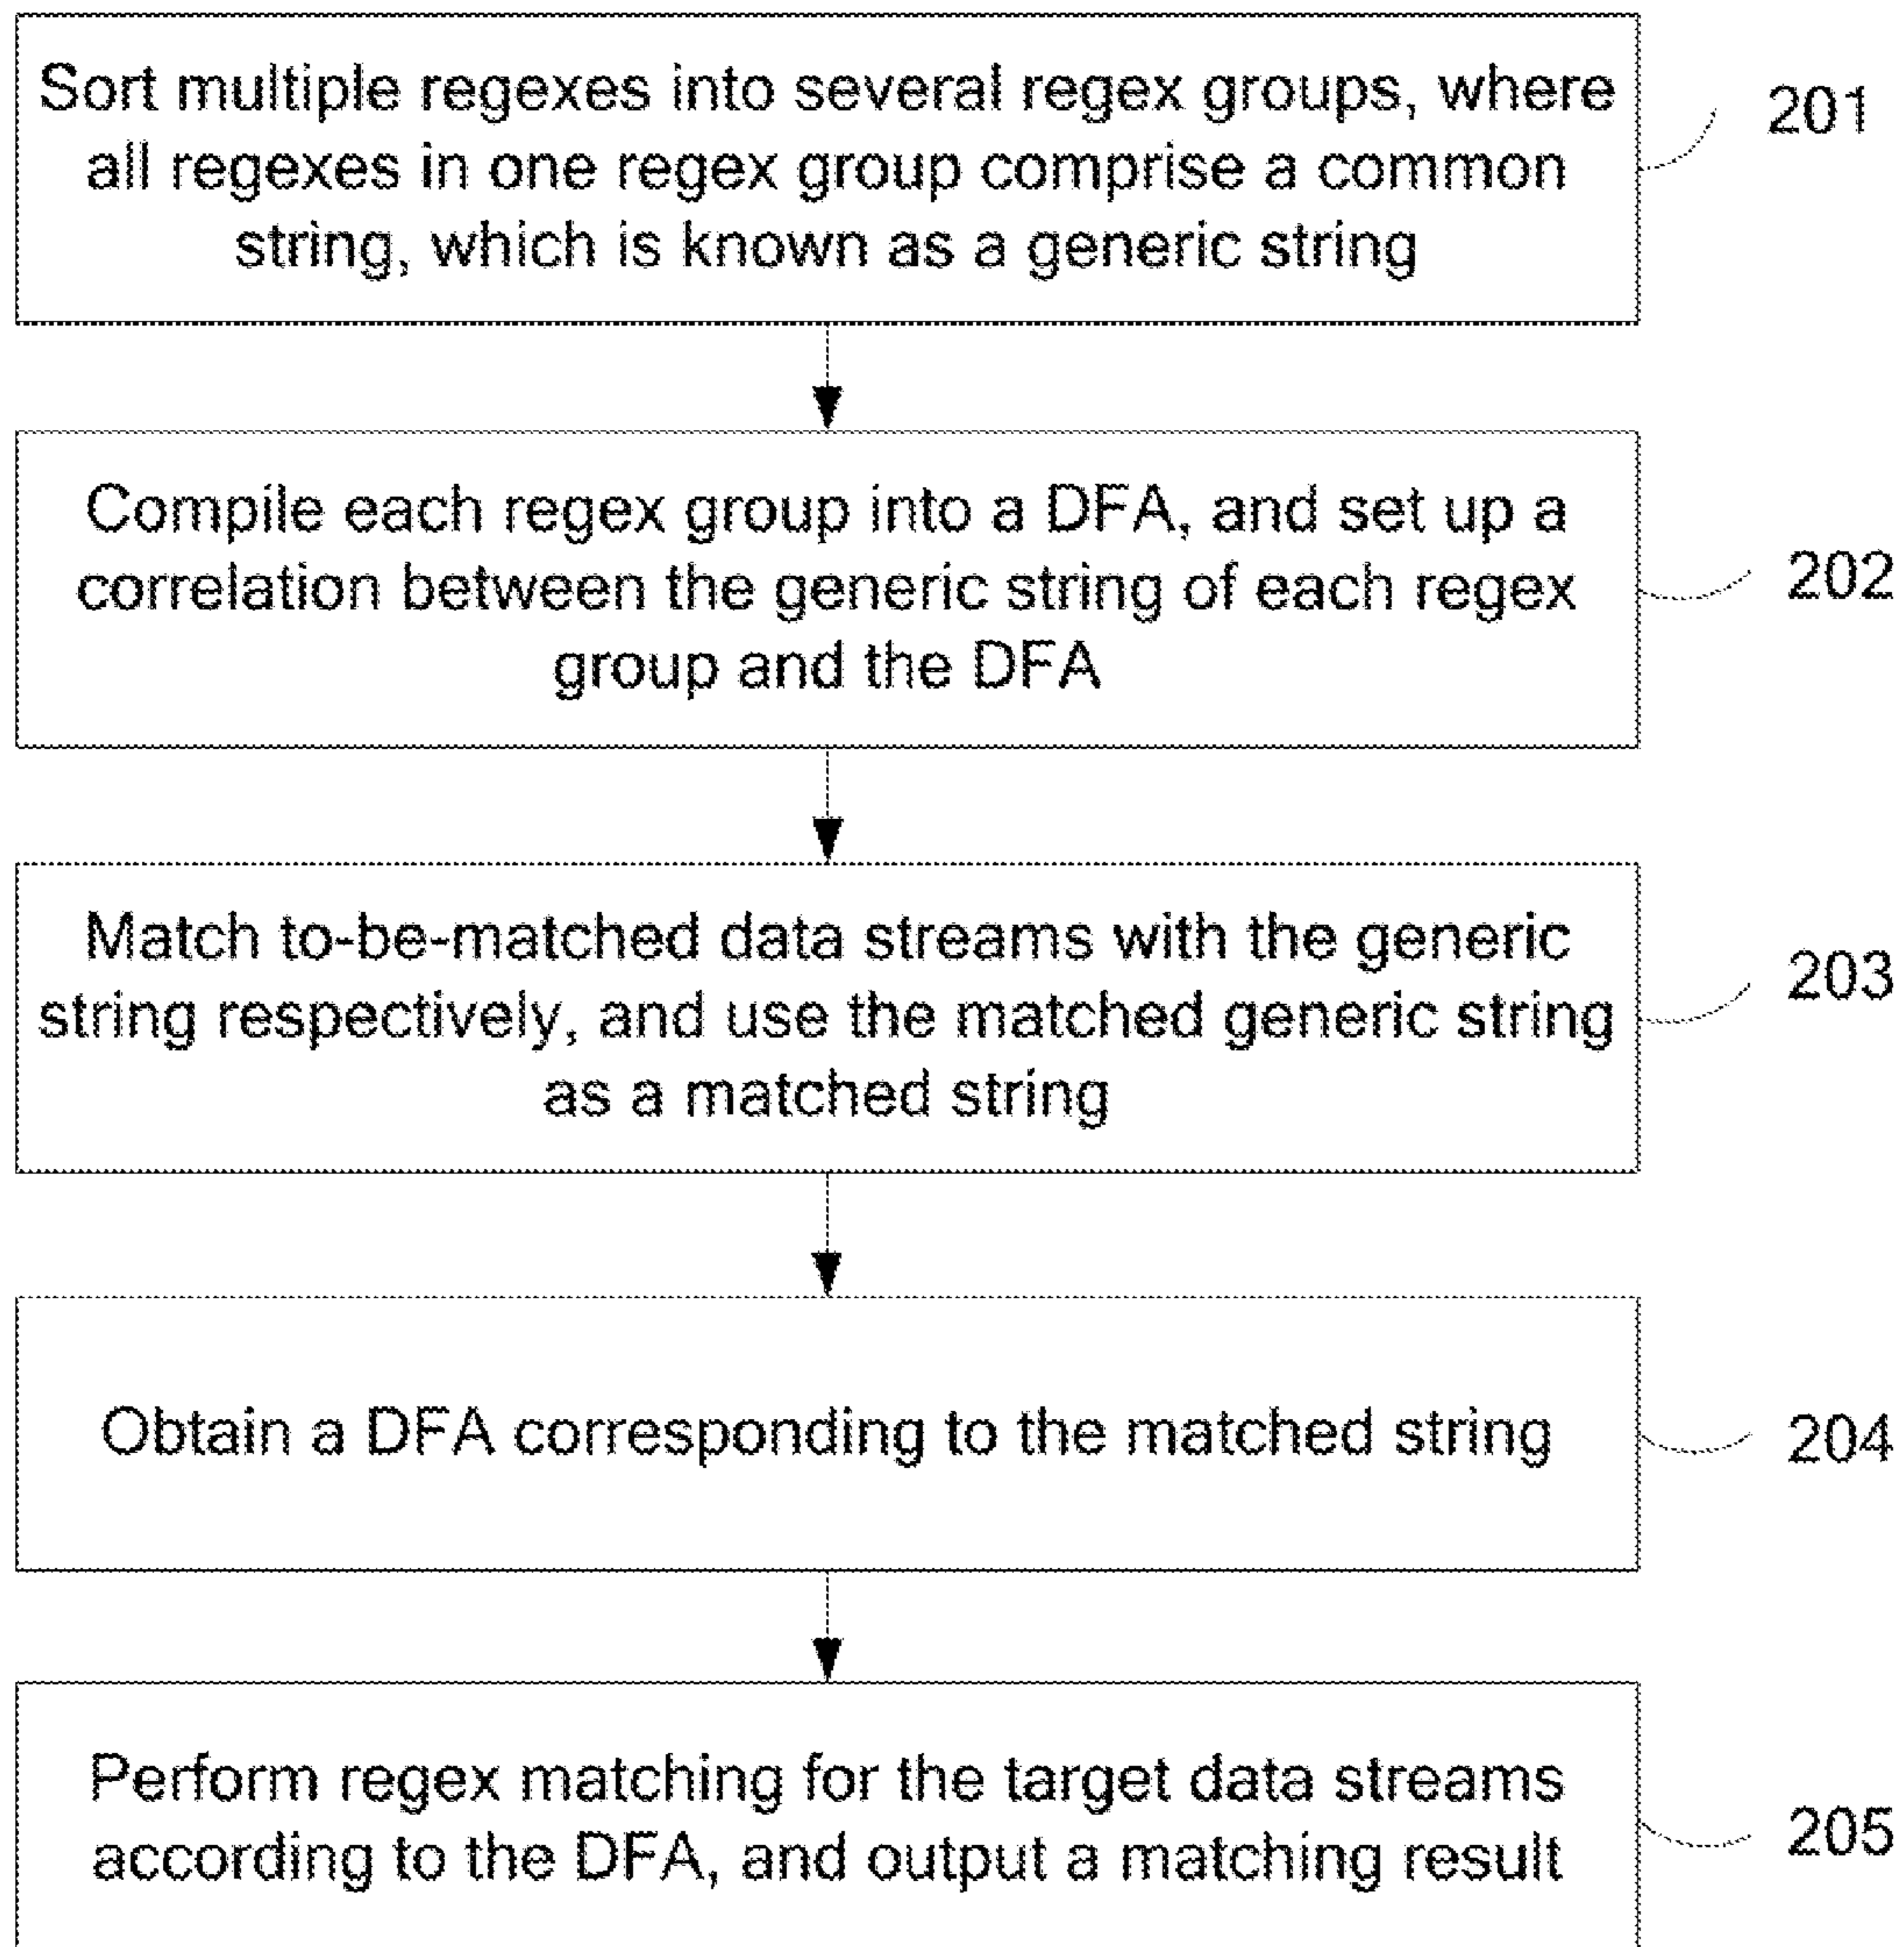 Sort multiple regexes into several regex groups, where
all regexes in one regex group comprise a common
string, which is known as a generic string
201
Compile each regex group into a DFA, and set up a
correlation between the generic string of each regex
group and the DFA
202
Match to-be-matched data streams with the generic
string respectively, and use the matched generic string
as a matched string
203
Obtain a DFA corresponding to the matched string
204
Perform regex matching for the target data streams
according to the DFA, and output a matching result
205